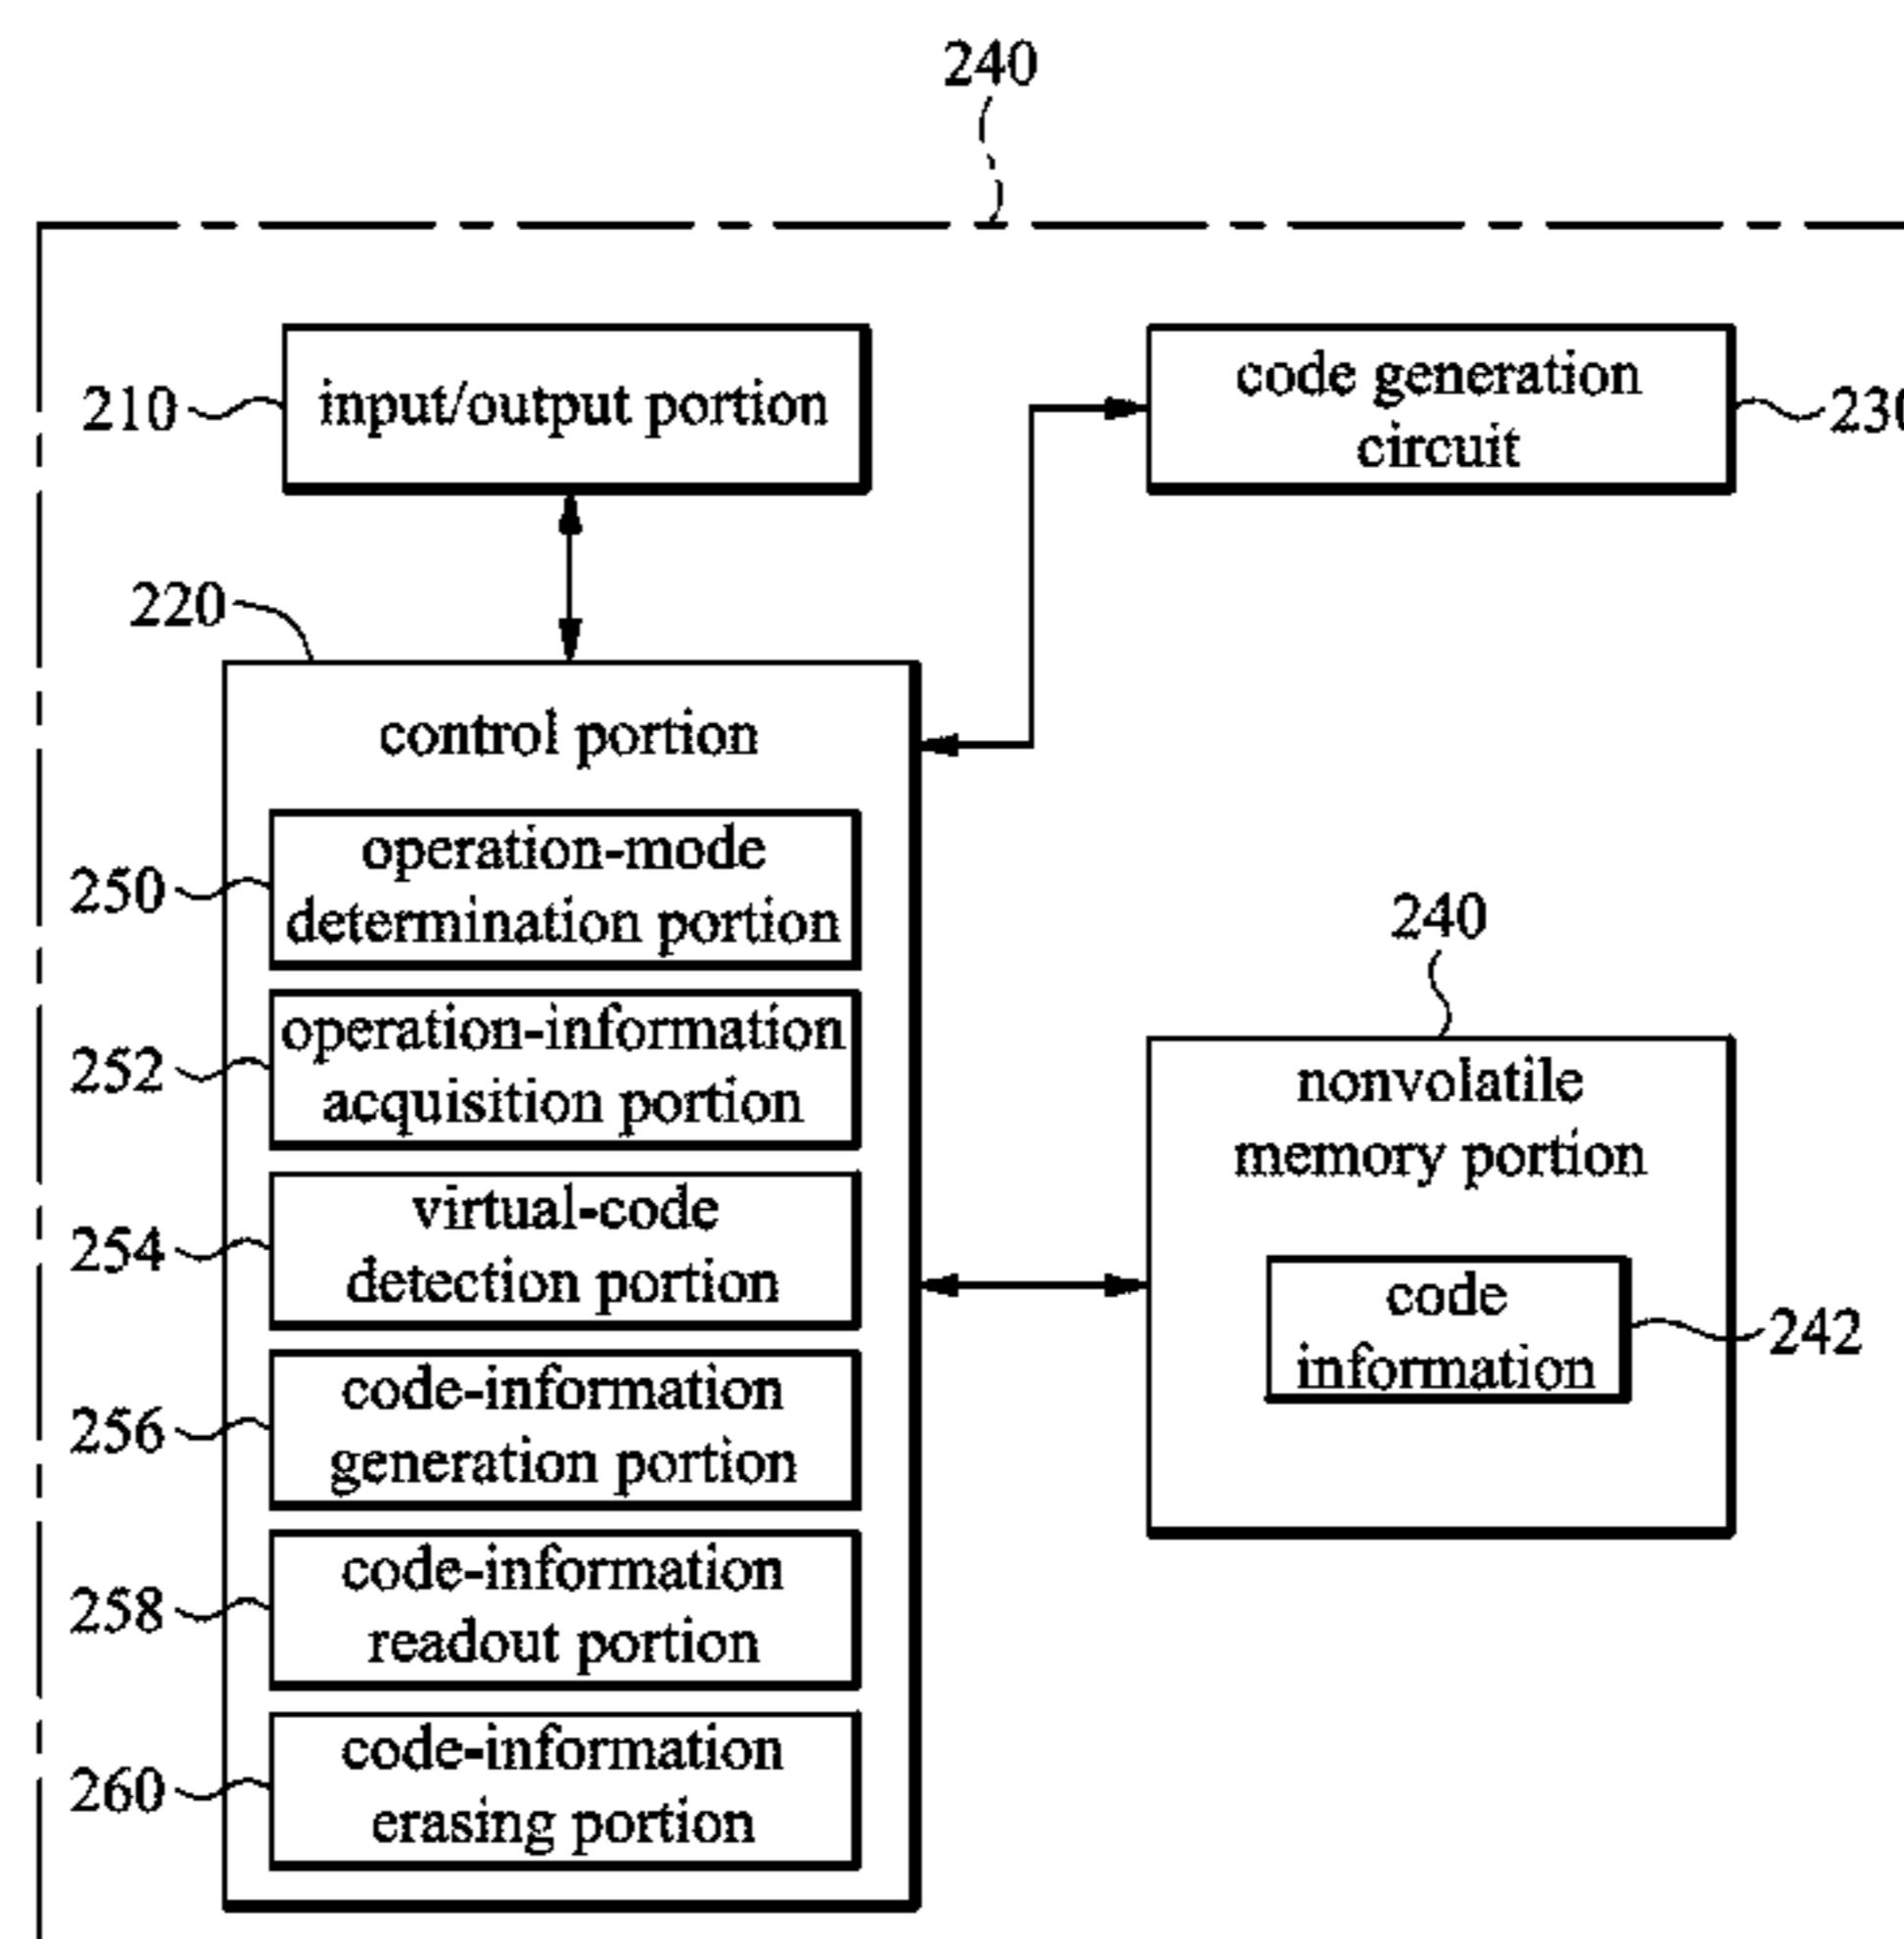 240
210
input/output portion
code generation
circuit
230
220
control portion
250
operation-mode
determination portion
252
operation-information
acquisition portion
254
virtual-code
detection portion
256
code-information
generation portion
258
code-information
readout portion
260
code-information
erasing portion
240
nonvolatile
memory portion
code
information
242